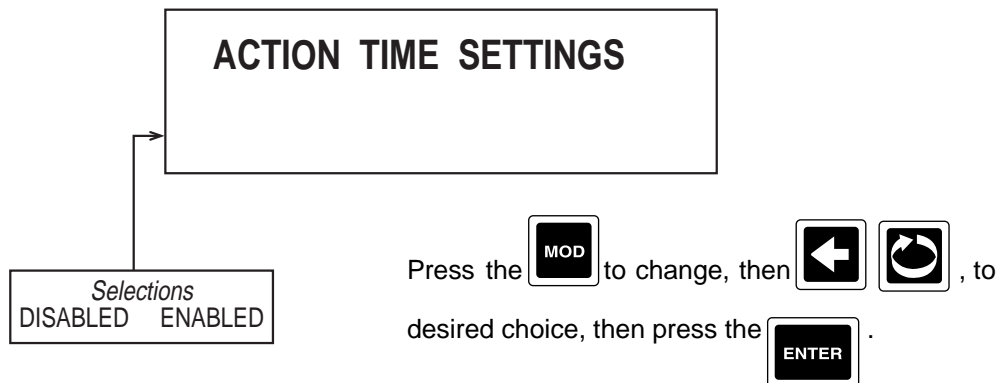 ACTION TIME SETTINGS
Selections
DISABLED ENABLED
Press the MOD to change, then , to
desired choice, then press the ENTER .